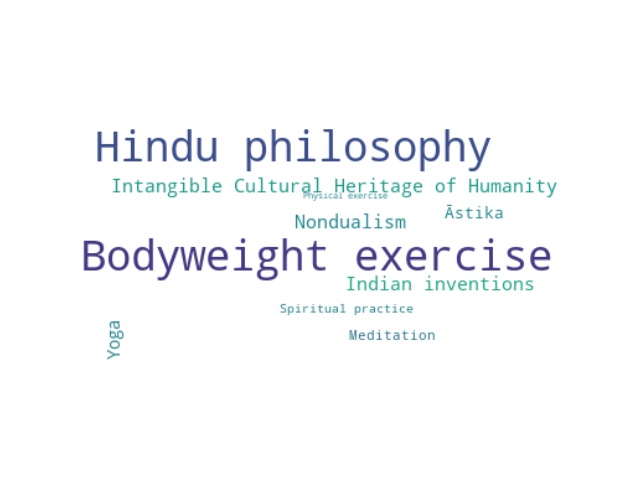 Hindu philosophy
Intangible Cultural Heritage of Humanity
Physical exercise
Āstika
Nondualism
Bodyweight exercise
Indian inventions
Spiritual practice
Yoga
Meditation